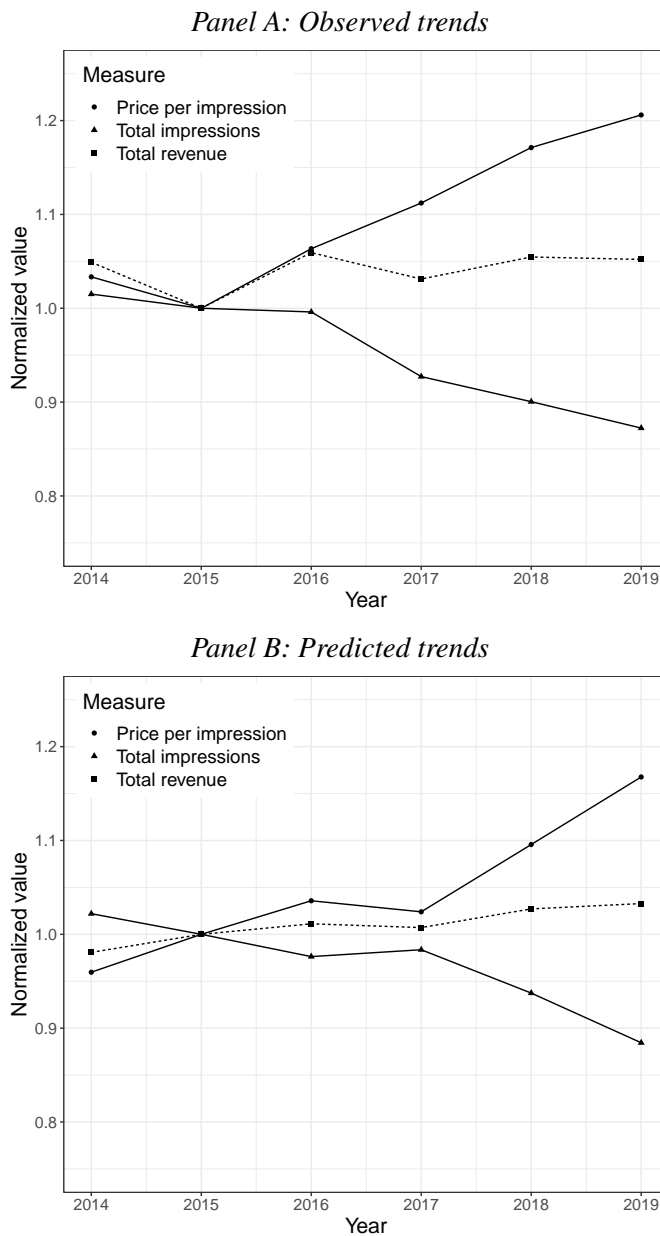 Panel A: Observed trends
Measure
Price per impression
Total impressions
Total revenue
Normalized value
1.2
1.1
1.0
0.9
0.8
2014 2015 2016 2017 2018 2019
Year
Panel B: Predicted trends
Measure
Price per impression
Total impressions
Total revenue
Normalized value
1.2
1.1
1.0
0.9
0.8
2014 2015 2016 2017 2018 2019
Year